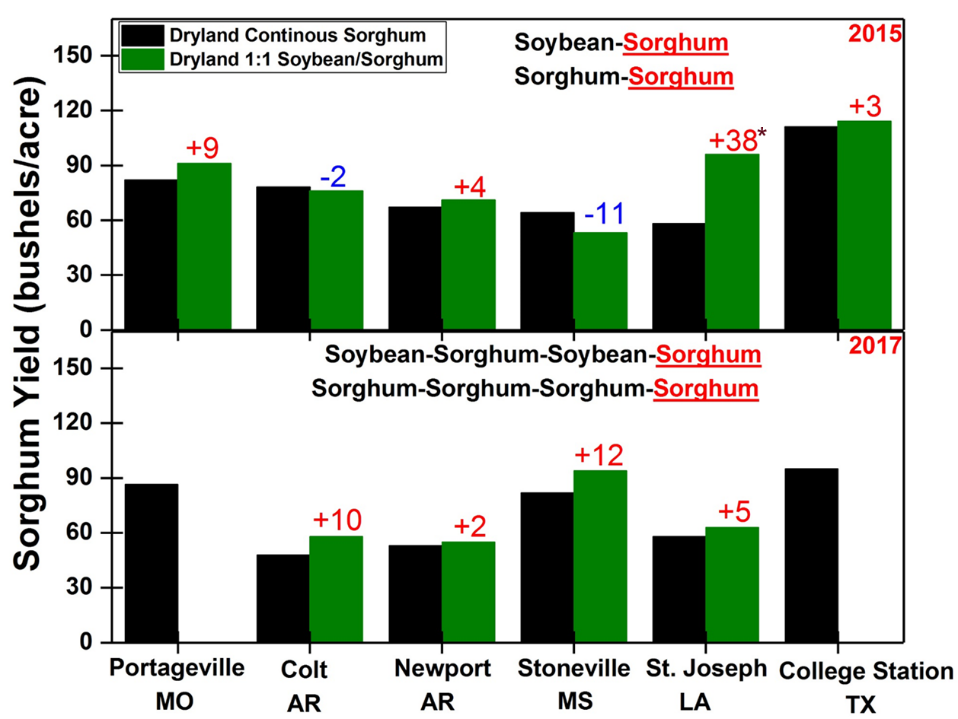 Dryland Continous Sorghum
Dryland 1:1 Soybean/Sorghum
Soybean-Sorghum
Sorghum-Sorghum
2015
Sorghum Yield (bushels/acre)
150
120
90
60
30
0
+9
-2
+4
-11
+38*
+3
Soybean-Sorghum-Soybean-Sorghum
Sorghum-Sorghum-Sorghum-Sorghum
2017
150
120
90
60
30
0
+10
+2
+12
+5
Portageville
MO
Colt
AR
Newport
AR
Stoneville
MS
St. Joseph
LA
College Station
TX